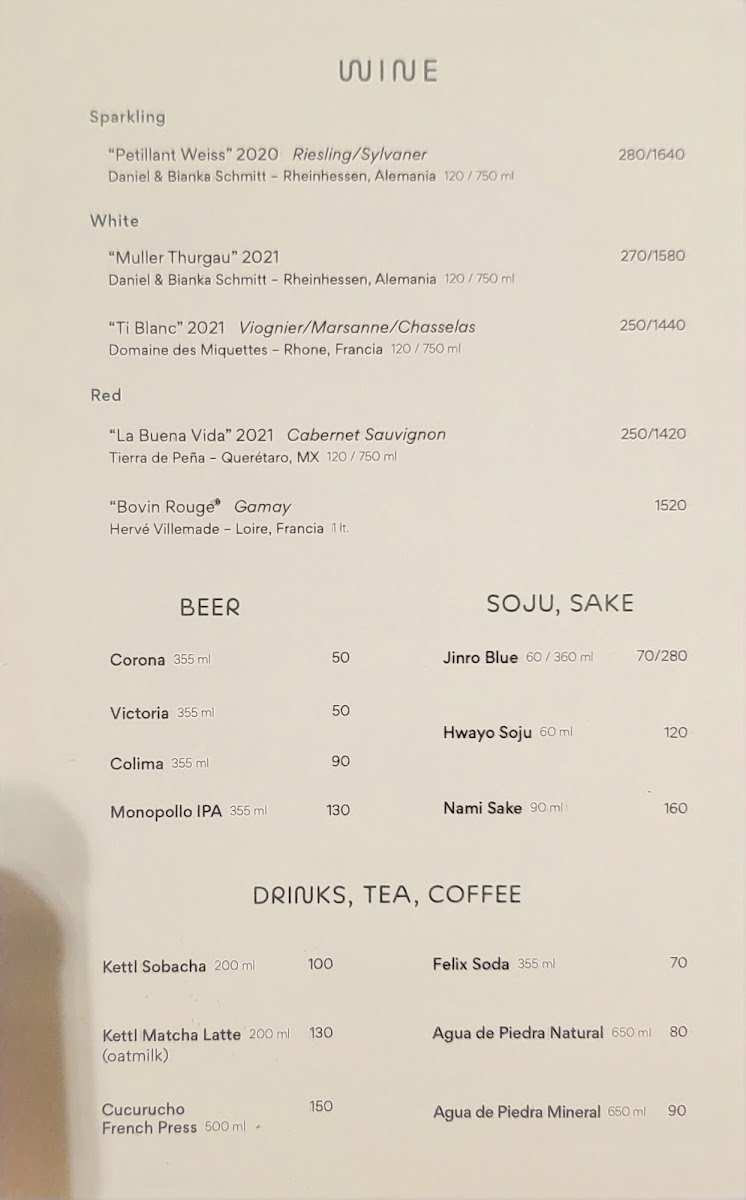 WINE
Sparkling
“Petillant Weiss” 2020 Riesling/Sylvaner 280/1640
Daniel & Bianka Schmitt – Rheinhessen, Alemania 120 / 750 ml
White
“Muller Thurgau” 2021 270/1580
Daniel & Bianka Schmitt – Rheinhessen, Alemania 120 / 750 ml
“Ti Blanc” 2021 Viognier/Marsanne/Chasselas 250/1440
Domaine des Miquettes – Rhone, Francia 120 / 750 ml
Red
“La Buena Vida” 2021 Cabernet Sauvignon 250/1420
Tierra de Peña – Querétaro, MX 120 / 750 ml
“Bovin Rouge” Gamay 1520
Hervé Villemade – Loire, Francia 1 lt.
BEER
Corona 355 ml 50
Victoria 355 ml 50
Colima 355 ml 90
Monopollo IPA 355 ml 130
SOJU, SAKE
Jinro Blue 60 / 360 ml 70/280
Hwayo Soju 60 ml 120
Nami Sake 90 ml 160
DRINKS, TEA, COFFEE
Kettl Sobacha 200 ml 100
Kettl Matcha Latte 200 ml 130
(oatmilk)
Cucurucho 150
French Press 500 ml
Felix Soda 355 ml 70
Agua de Piedra Natural 650 ml 80
Agua de Piedra Mineral 650 ml 90